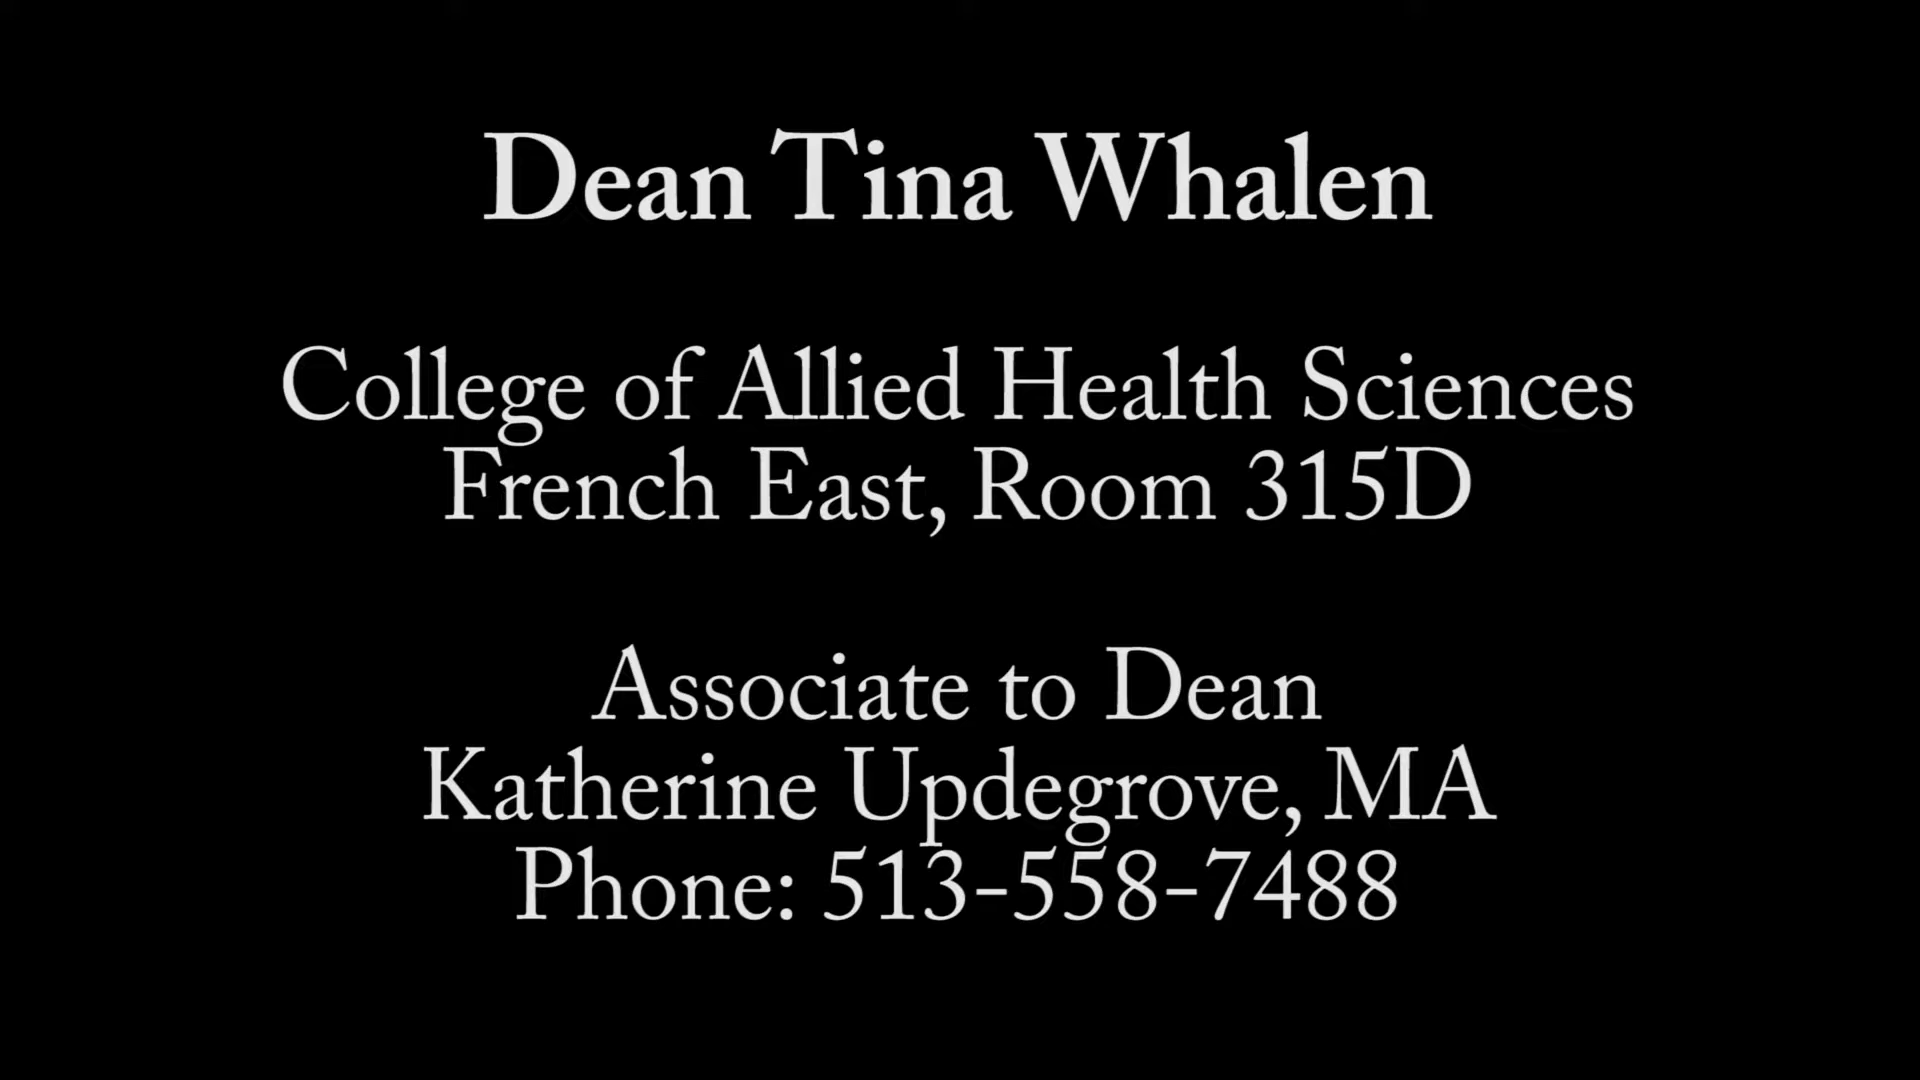 Dean Tina Whalen
College of Allied Health Sciences
French East, Room 315D
Associate to Dean
Katherine Updegrove, MA
Phone: 513-558-7488